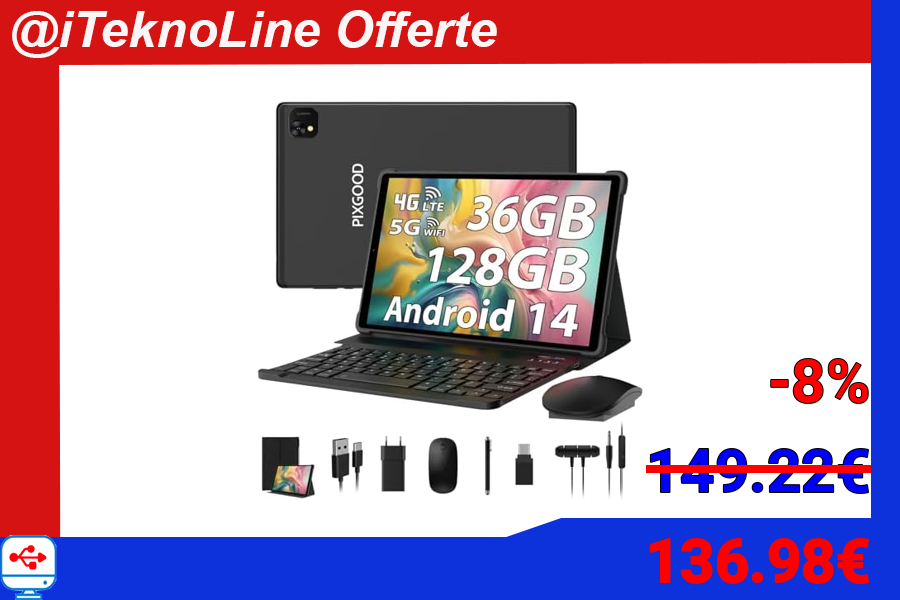 @iTeknoLine Offerte
PIXGOOD
4G LTE
5G WIFI
36GB
128GB
Android 14
-8%
149.22€
136.98€